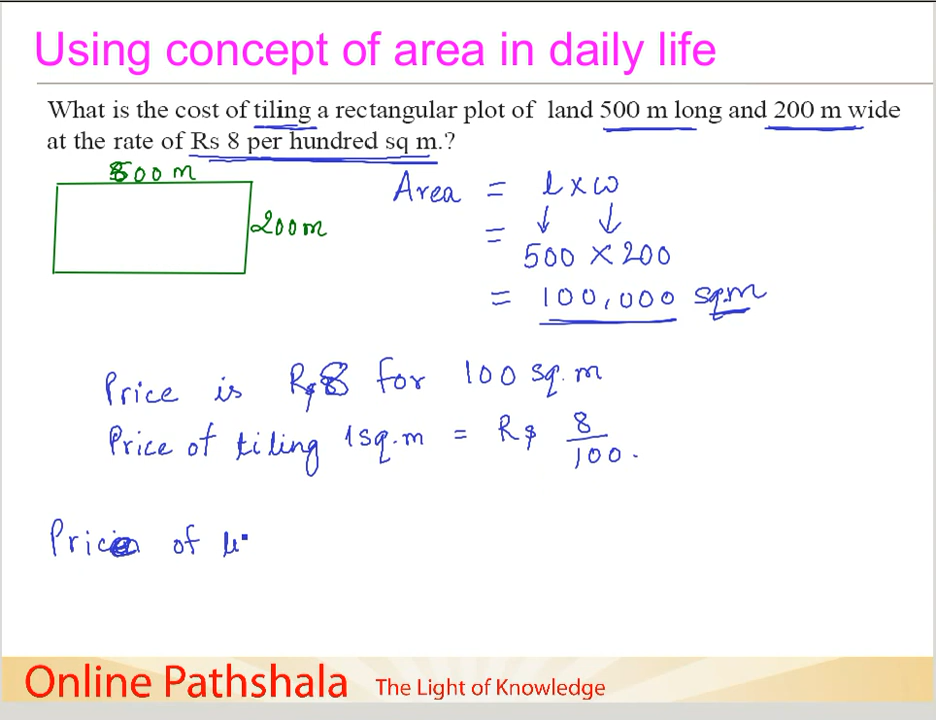 Using concept of area in daily life
What is the cost of tiling a rectangular plot of land 500 m long and 200 m wide
at the rate of Rs 8 per hundred sq m.?
500 m
200 m
Area = l × w
=
500 × 200
= 100,000 sq.m
Price is Rs 8 for 100 sq. m
Price of tiling 1 sq.m = Rs 8
100.
Price of
Online Pathshala The Light of Knowledge